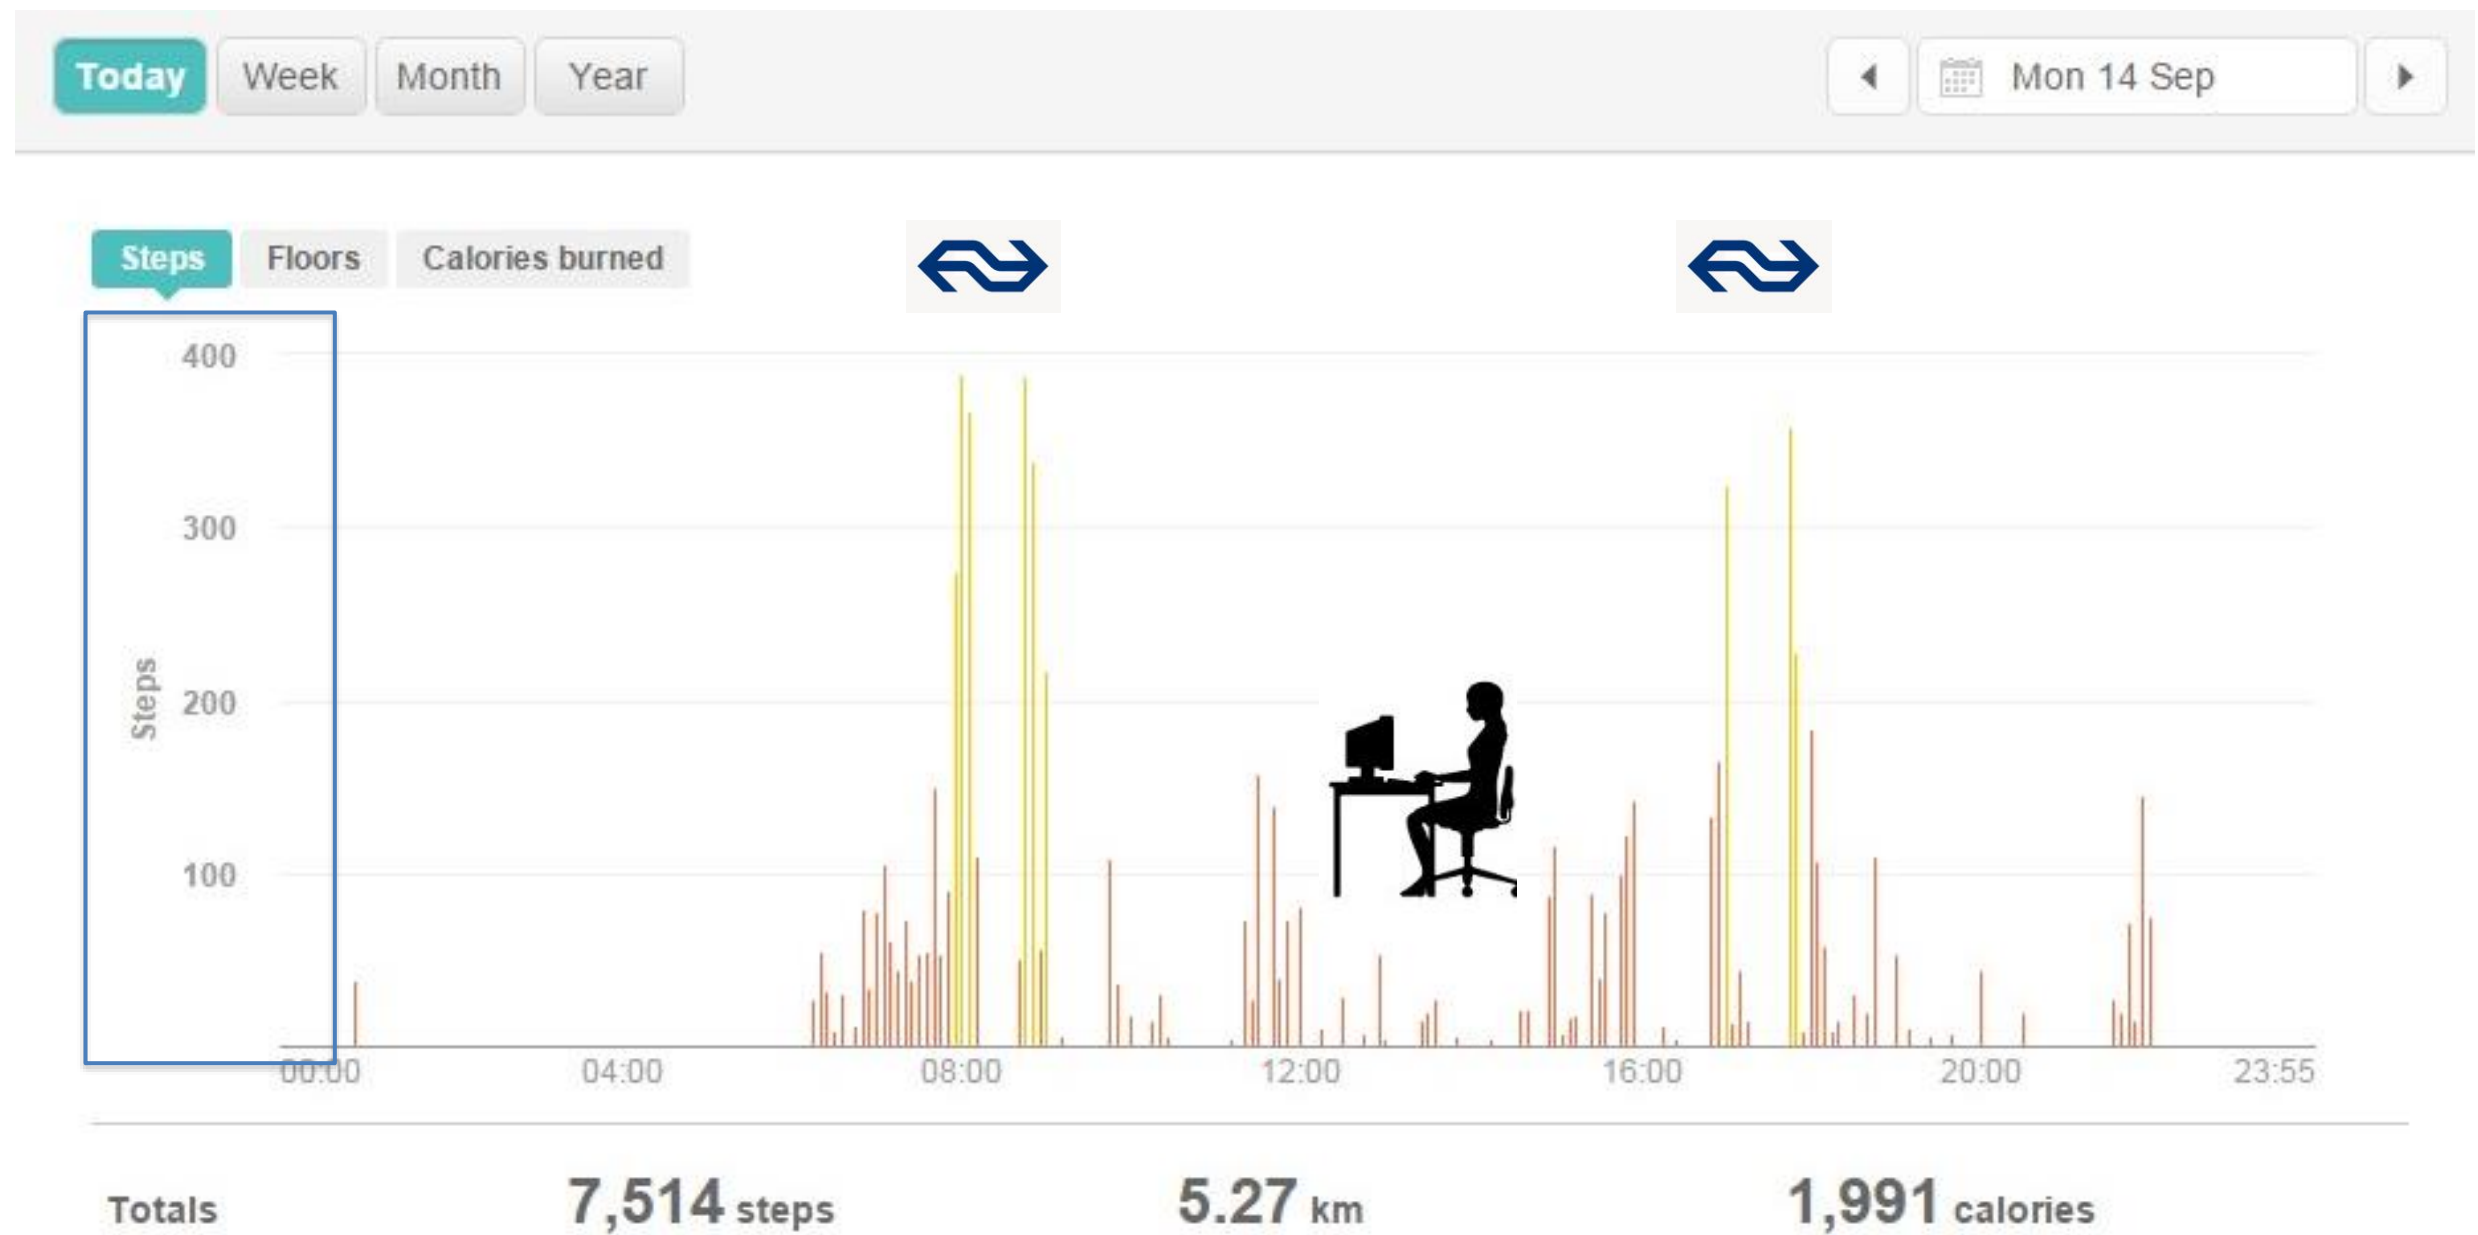 Today Week Month Year Mon 14 Sep
Steps Floors Calories burned
400
300
200
100
Steps
00:00 04:00 08:00 12:00 16:00 20:00 23:55
Totals 7,514 steps 5.27 km 1,991 calories